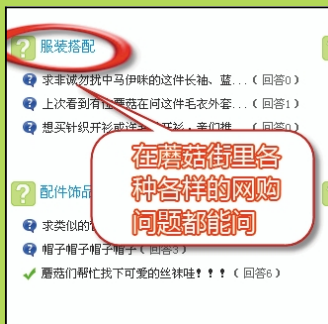 服装搭配
求非诚勿扰中马伊咪的这件长袖、蓝...（回答0）
上次看到有位蘑菇在问这件毛衣外套...（回答1）
想买针织开衫或连
开衫，亲们推...（回答0）
在蘑菇街里各
种各样的网购
问题都能问
配件饰品
求类似的
帽子帽子帽子帽子（回答3）
蘑菇们帮忙找下可爱的丝袜哇！！！（回答6）